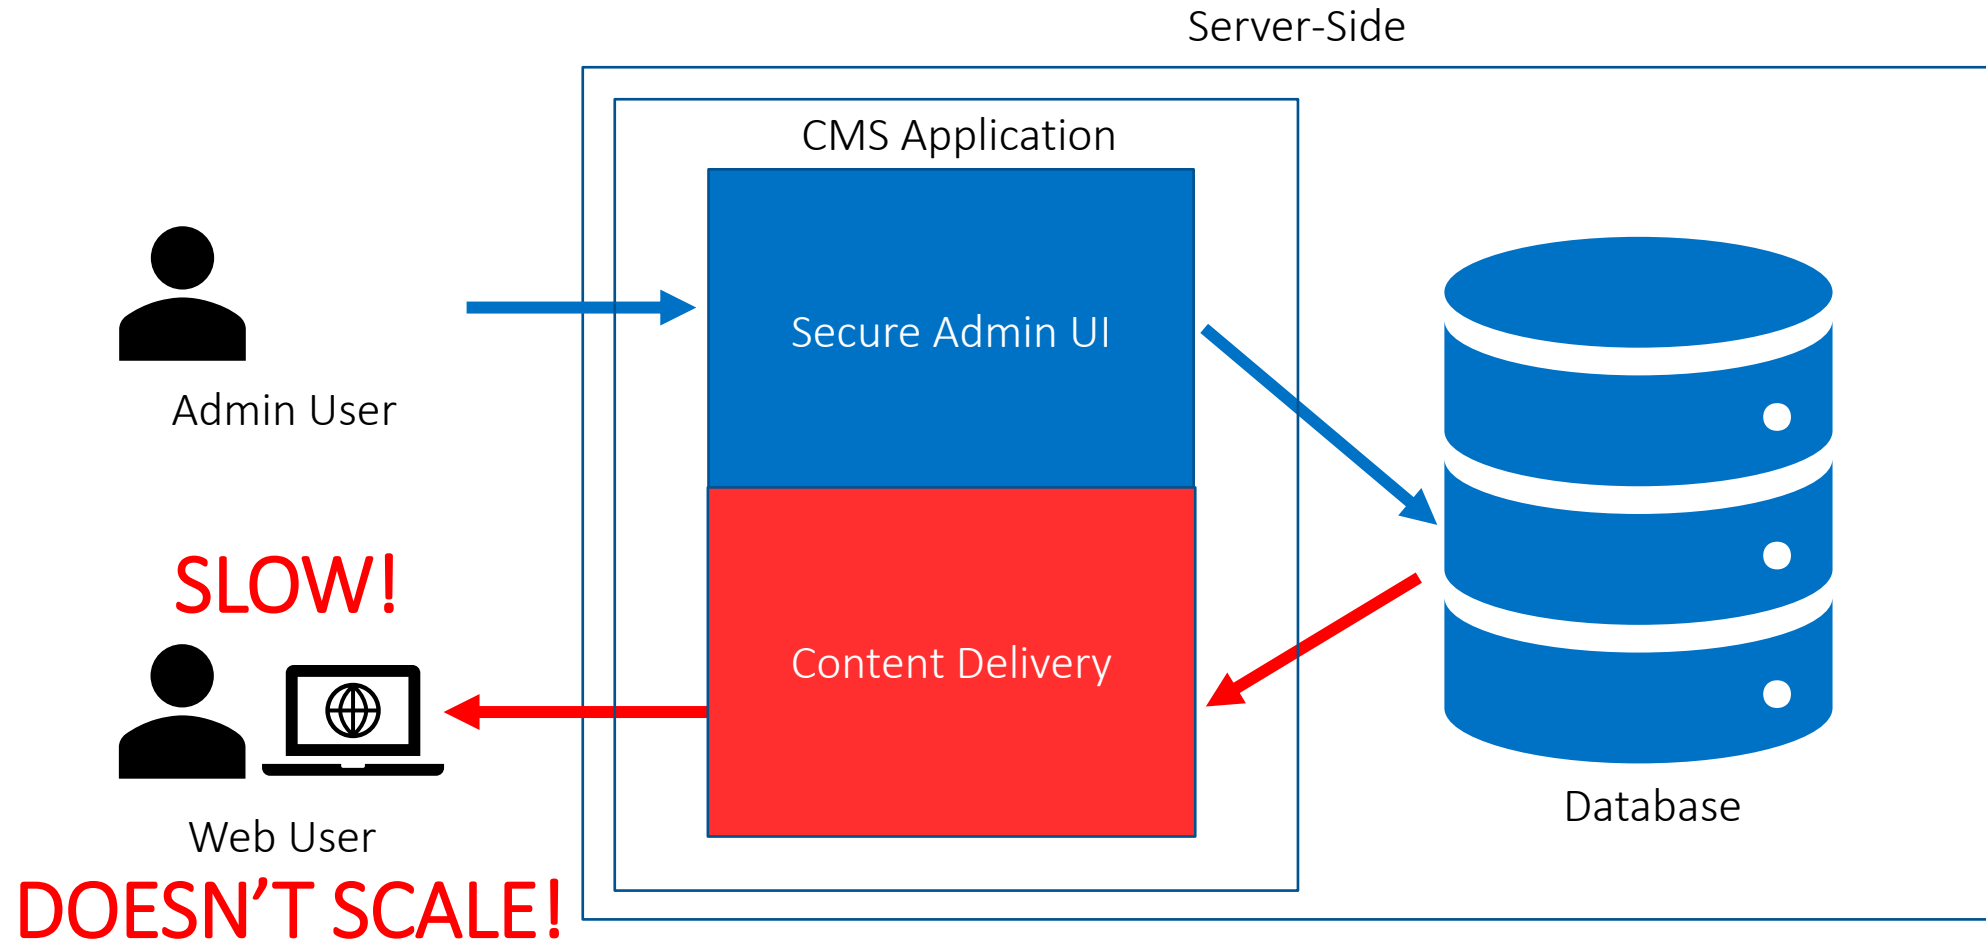 Server-Side
CMS Application
Secure Admin UI
Admin User
SLOW!
Content Delivery
Database
Web User
DOESN’T SCALE!